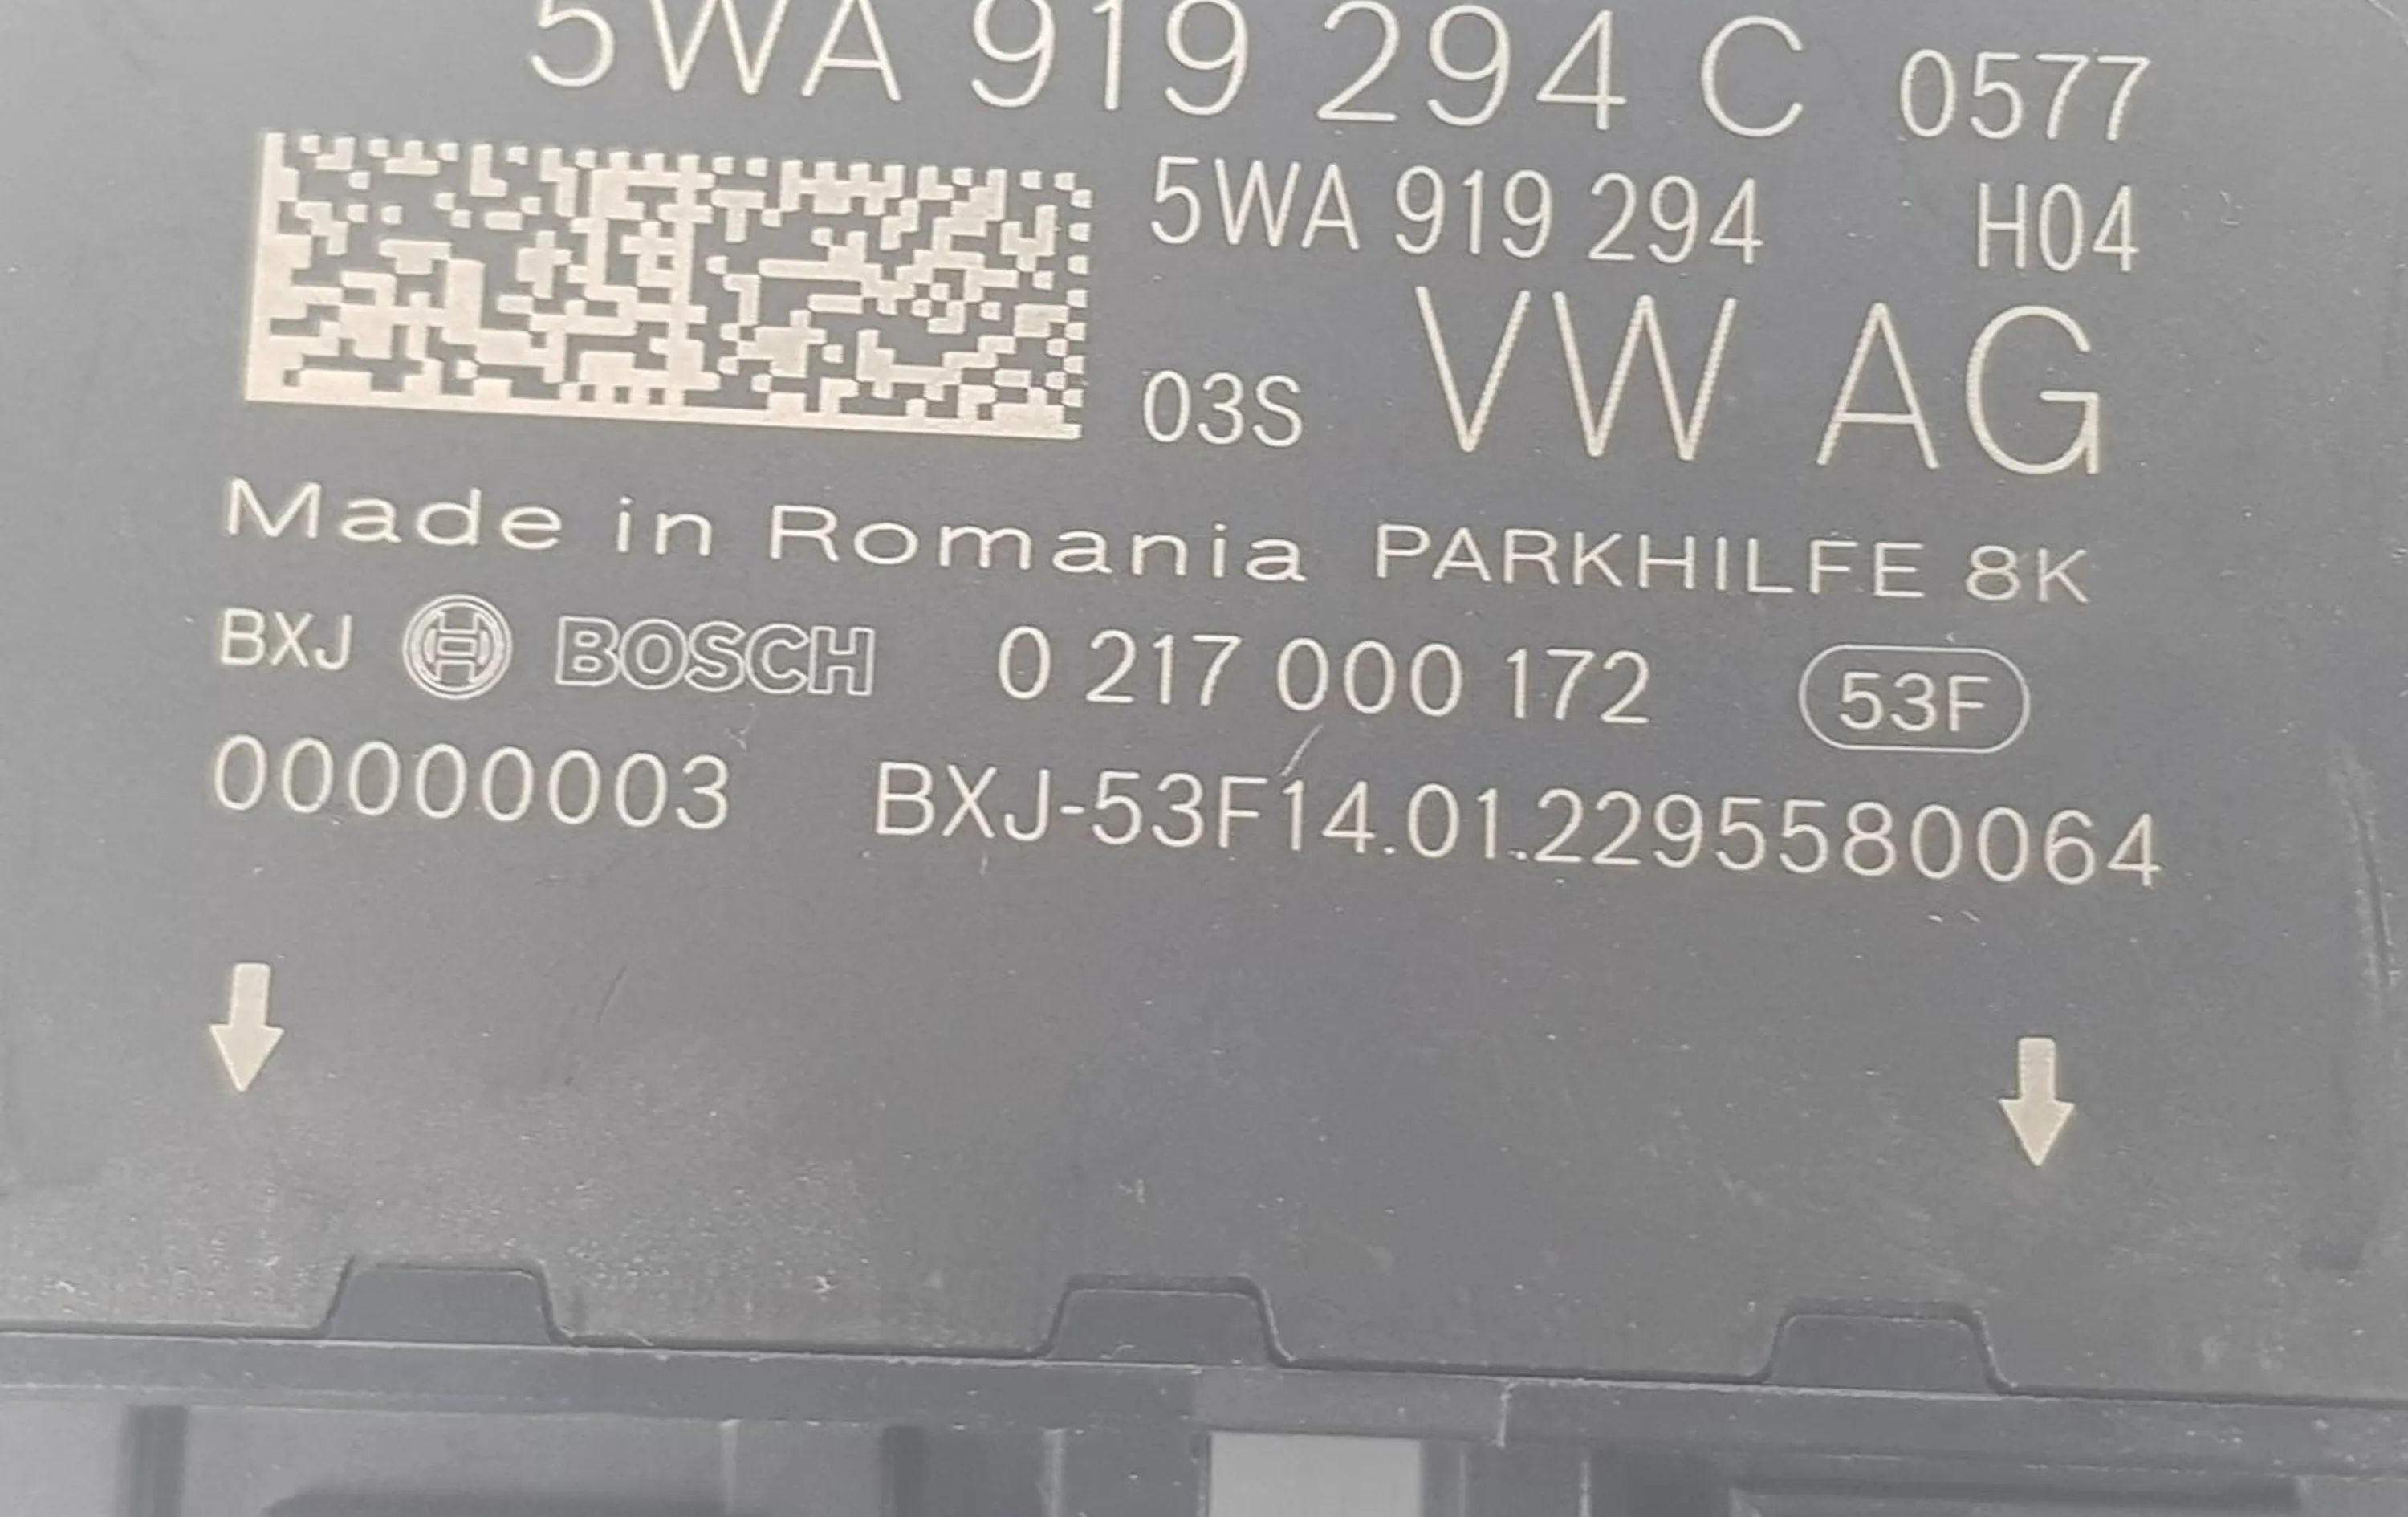 5WA 919 294 C 0577
5WA 919 294 H04
03S VW AG
Made in Romania PARKHILFE 8K
BXJ BOSCH 0 217 000 172 53F
00000003 BXJ-53F14.01.2295580064